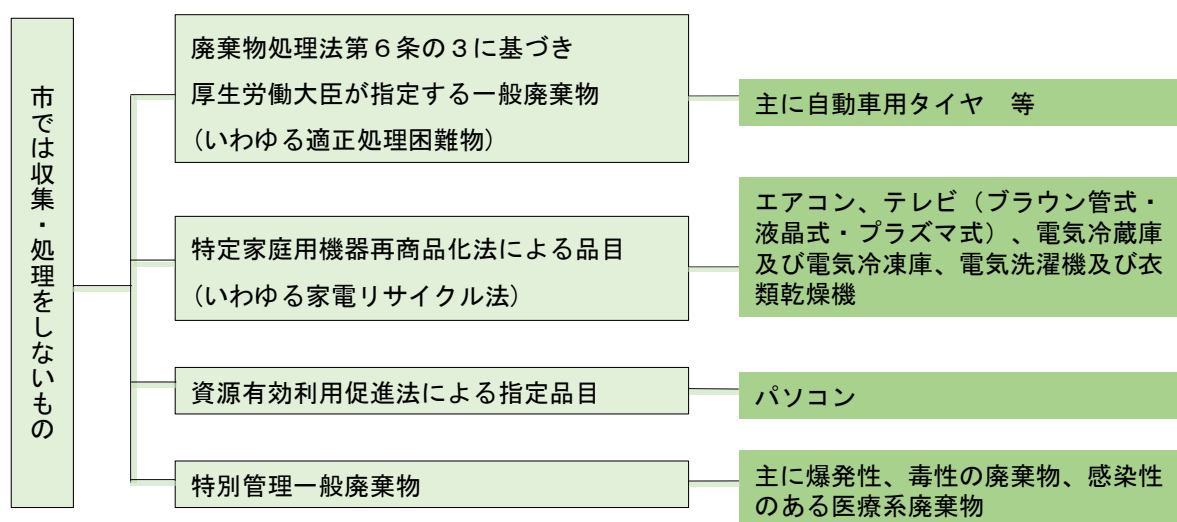 市では収集・処理をしないもの
廃棄物処理法第６条の３に基づき
厚生労働大臣が指定する一般廃棄物
(いわゆる適正処理困難物)
主に自動車用タイヤ　等
特定家庭用機器再商品化法による品目
(いわゆる家電リサイクル法)
エアコン、テレビ（ブラウン管式・
液晶式・プラズマ式）、電気冷蔵庫
及び電気冷凍庫、電気洗濯機及び衣
類乾燥機
資源有効利用促進法による指定品目
パソコン
特別管理一般廃棄物
主に爆発性、毒性の廃棄物、感染性
のある医療系廃棄物